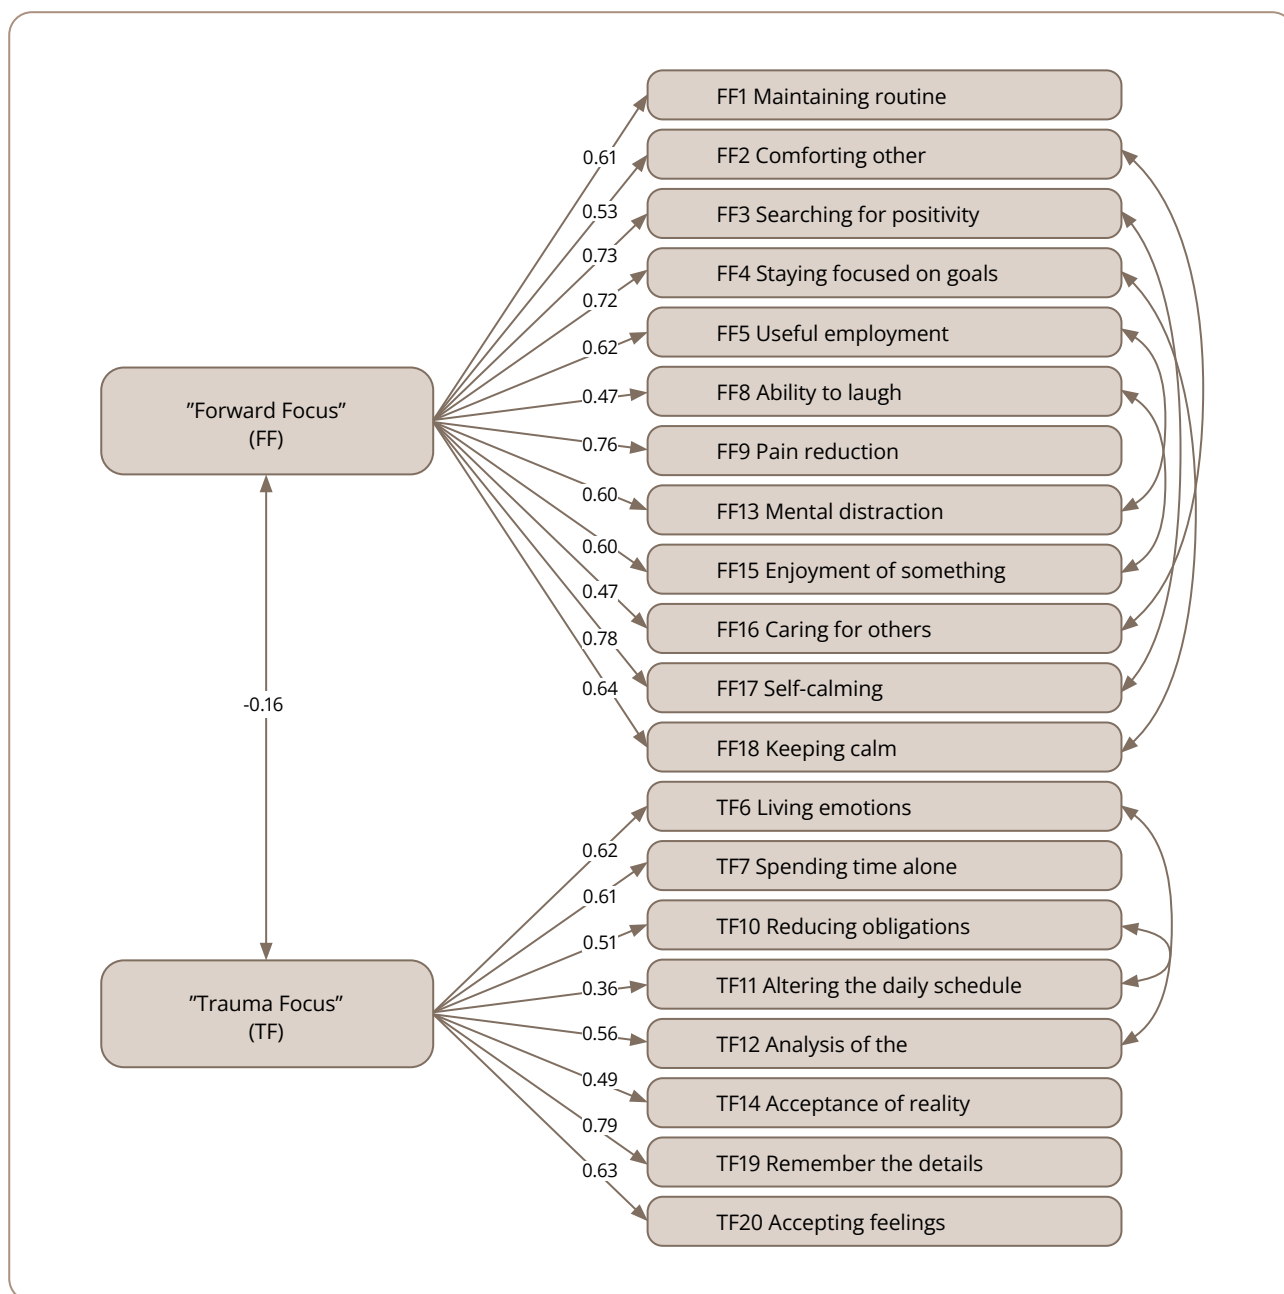 FF1 Maintaining routine
0.61
FF2 Comforting other
0.53
FF3 Searching for positivity
0.73
FF4 Staying focused on goals
0.72
FF5 Useful employment
0.62
FF8 Ability to laugh
0.47
”Forward Focus”
(FF)
FF9 Pain reduction
0.76
FF13 Mental distraction
0.60
FF15 Enjoyment of something
0.60
FF16 Caring for others
0.47
FF17 Self-calming
0.78
FF18 Keeping calm
0.64
-0.16
TF6 Living emotions
0.62
TF7 Spending time alone
0.61
TF10 Reducing obligations
0.51
TF11 Altering the daily schedule
0.36
”Trauma Focus”
(TF)
TF12 Analysis of the
0.56
TF14 Acceptance of reality
0.49
TF19 Remember the details
0.79
TF20 Accepting feelings
0.63